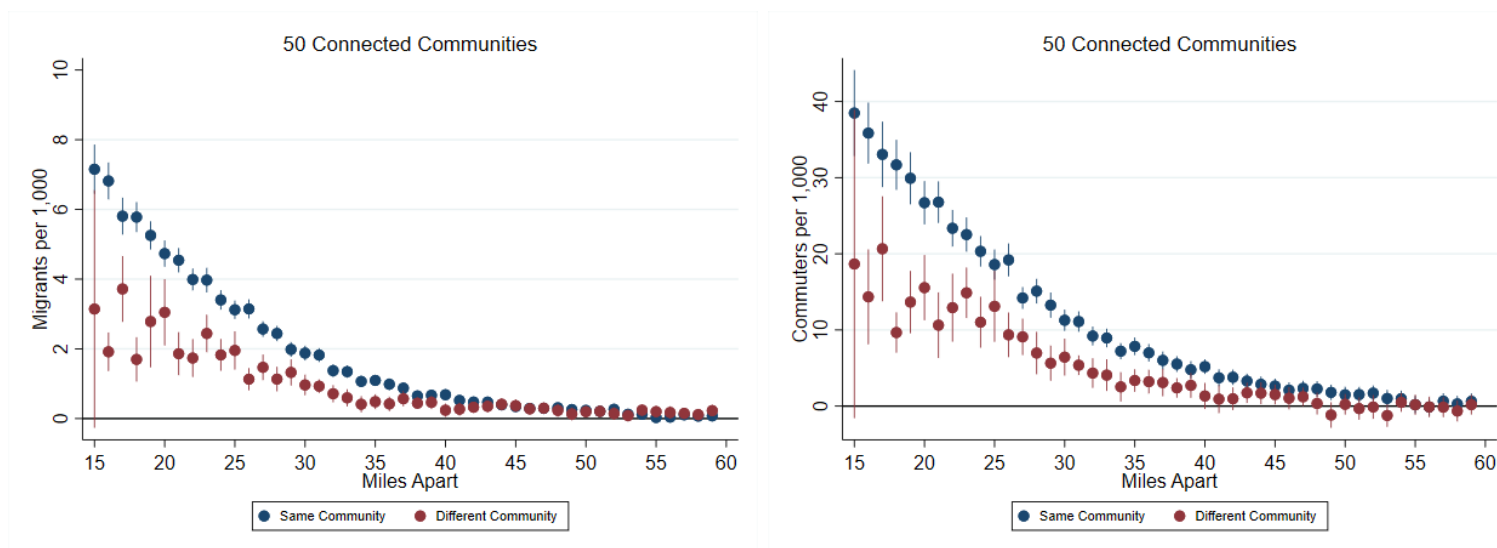 50 Connected Communities
Migrants per 1,000
10
8
6
4
2
0
15 20 25 30 35 40 45 50 55 60
Miles Apart
Same Community Different Community
50 Connected Communities
Commuters per 1,000
40
30
20
10
0
15 20 25 30 35 40 45 50 55 60
Miles Apart
Same Community Different Community